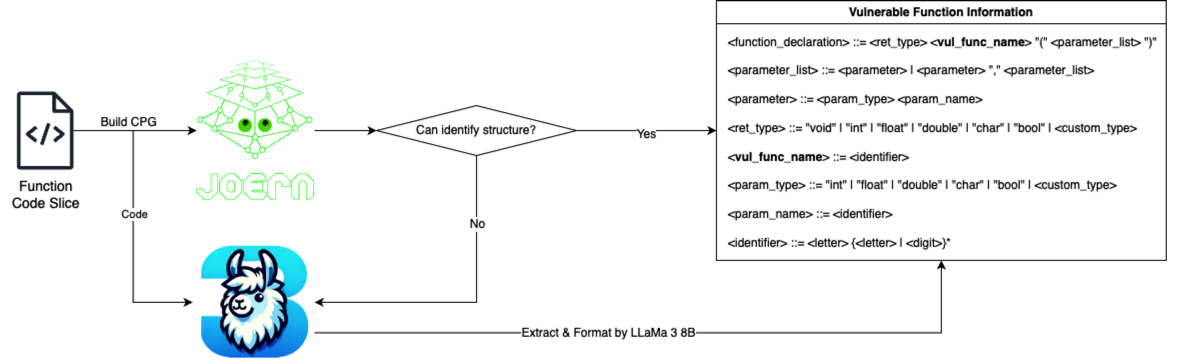 Vulnerable Function Information
<function_declaration> ::= <ret_type> <vul_func_name> "(" <parameter_list> ")"
<parameter_list> ::= <parameter> | <parameter> "," <parameter_list>
<parameter> ::= <param_type> <param_name>
<ret_type> ::= "void" | "int" | "float" | "double" | "char" | "bool" | <custom_type>
<vul_func_name> ::= <identifier>
<param_type> ::= "int" | "float" | "double" | "char" | "bool" | <custom_type>
<param_name> ::= <identifier>
<identifier> ::= <letter> {<letter> | <digit>}*
</>
Function
Code Slice
Build CPG
Code
JOERN
Can identify structure?
Yes
No
Extract & Format by LLaMa 3 8B